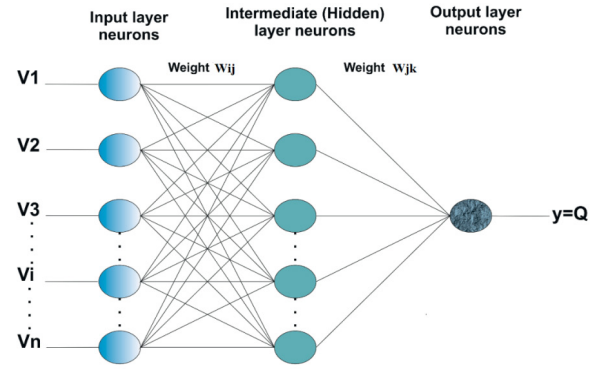 Input layer
neurons
Intermediate (Hidden)
layer neurons
Output layer
neurons
Weight Wij
Weight Wjk
V1
V2
V3
Vi
Vn
y=Q